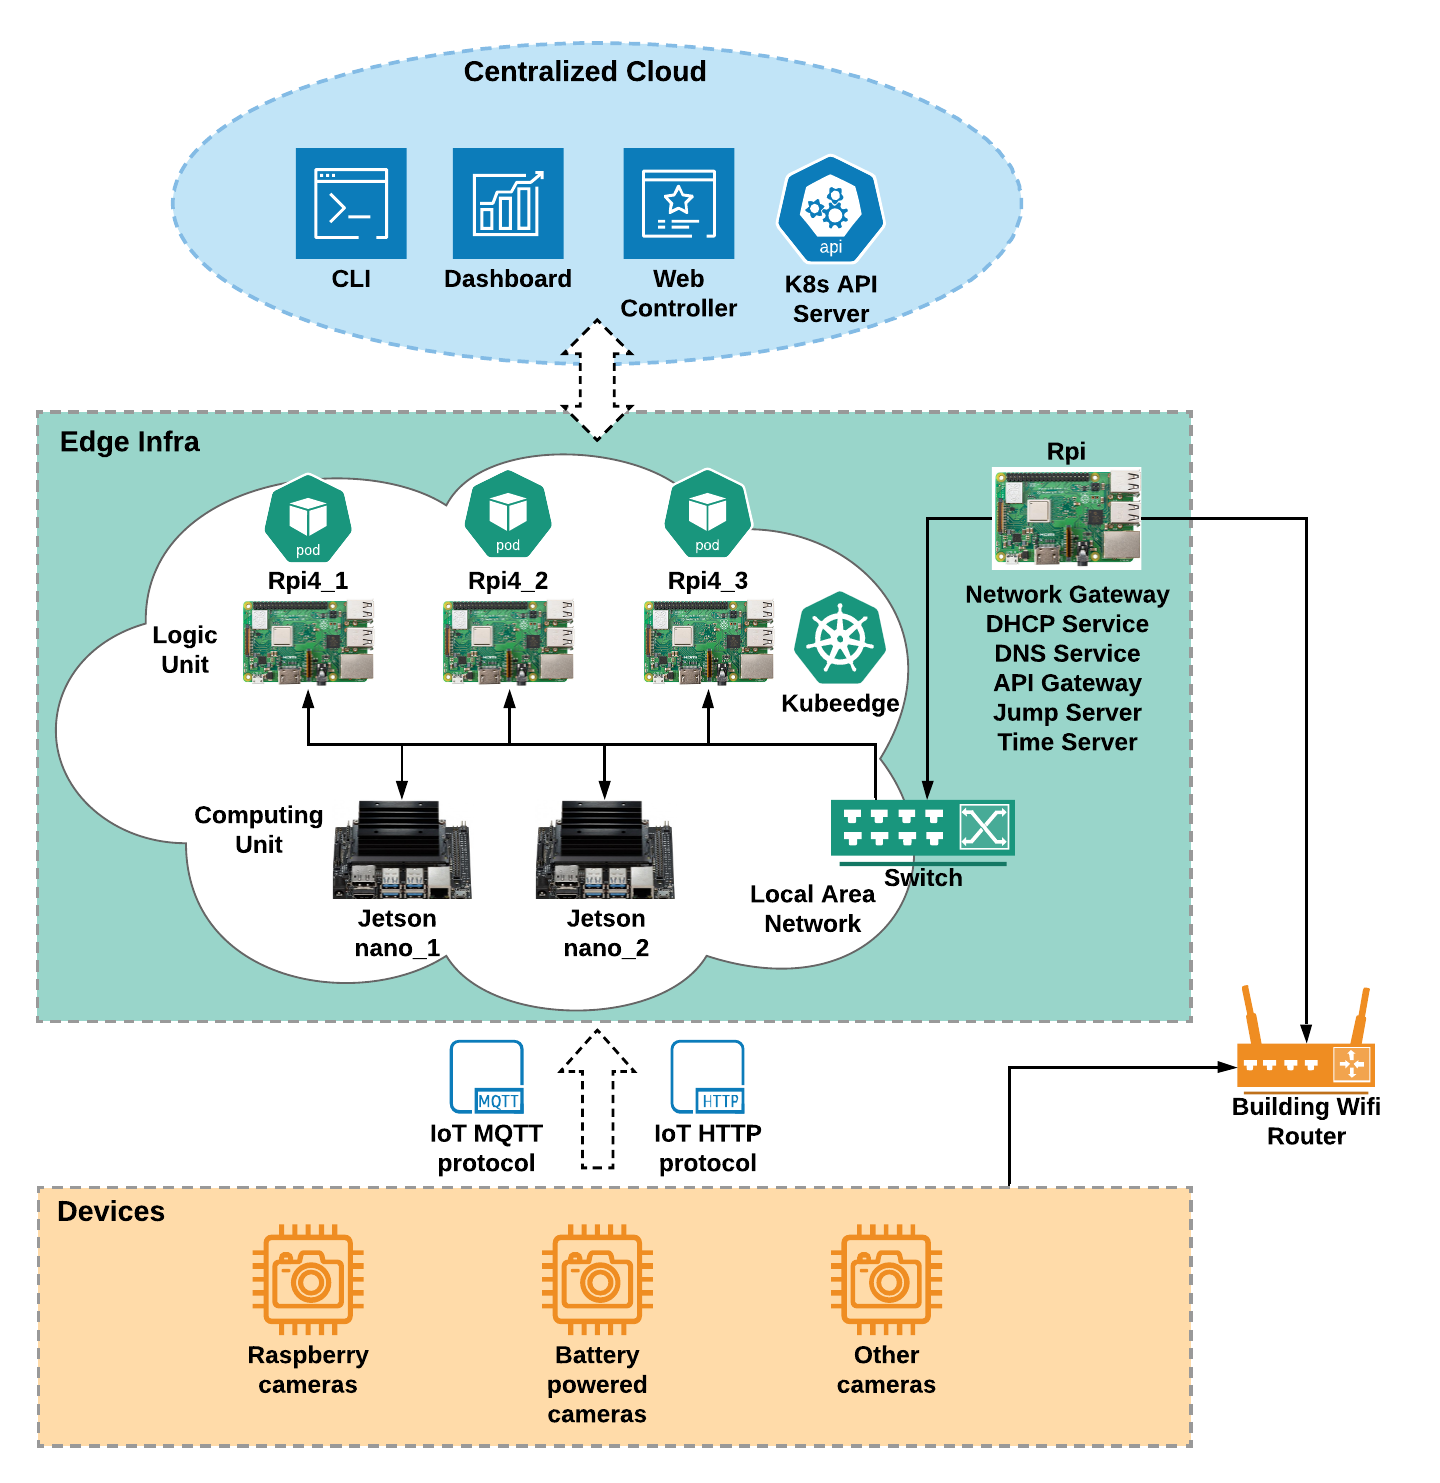 Centralized Cloud
api
CLI
Dashboard
Web
Controller
K8s API
Server
Edge Infra
Rpi
pod
pod
pod
Rpi4_1
Rpi4_2
Rpi4_3
Logic
Unit
Kubeedge
Network Gateway
DHCP Service
DNS Service
API Gateway
Jump Server
Time Server
Computing
Unit
Switch
Local Area
Network
Jetson
nano_1
Jetson
nano_2
MQTT
HTTP
IoT MQTT
protocol
IoT HTTP
protocol
Building Wifi
Router
Devices
Raspberry
cameras
Battery
powered
cameras
Other
cameras